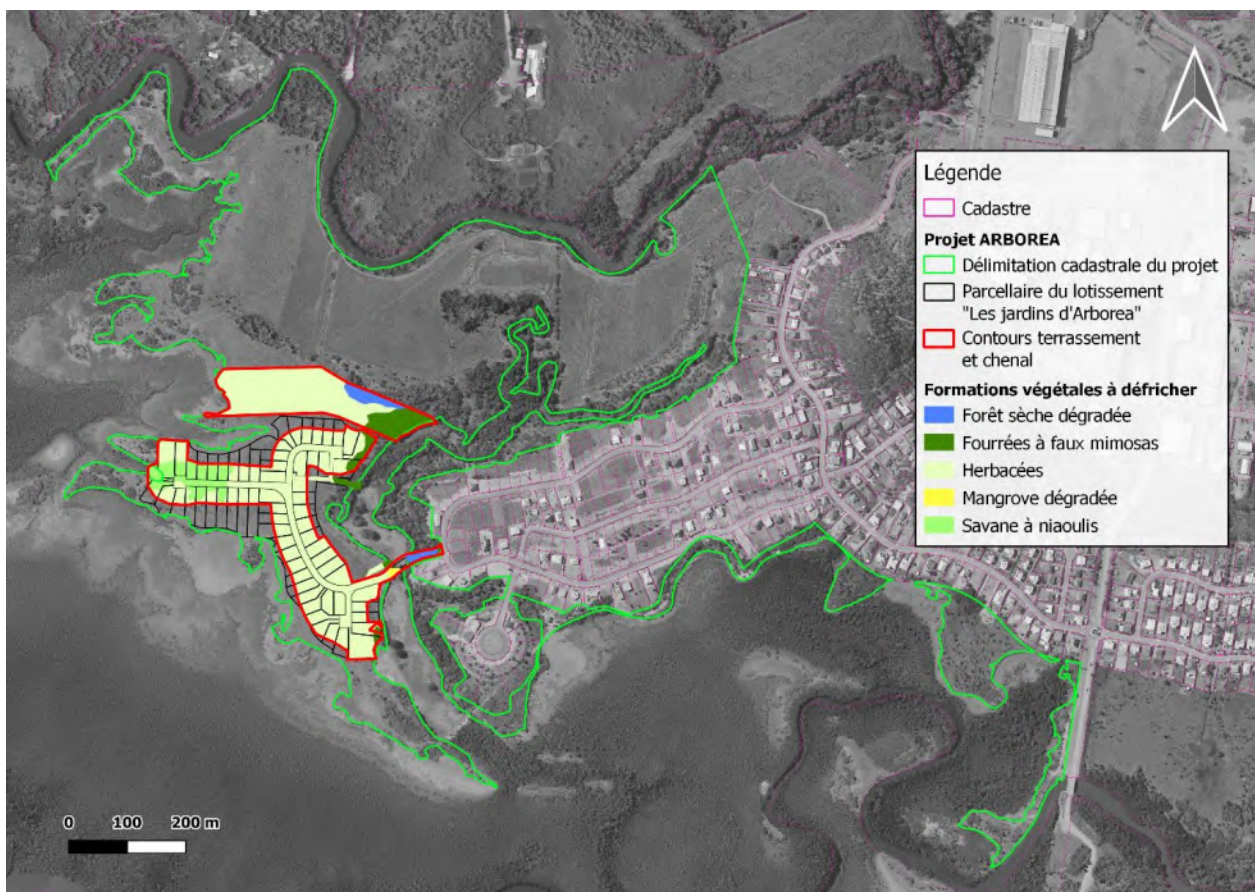 Légende
Cadastre
Projet ARBOREA
Délimitation cadastrale du projet
Parcellaire du lotissement
"Les jardins d'Arborea"
Contours terrassement
et chenal
Formations végétales à défricher
Forêt sèche dégradée
Fourrées à faux mimosas
Herbacées
Mangrove dégradée
Savane à niaoulis
0 100 200 m